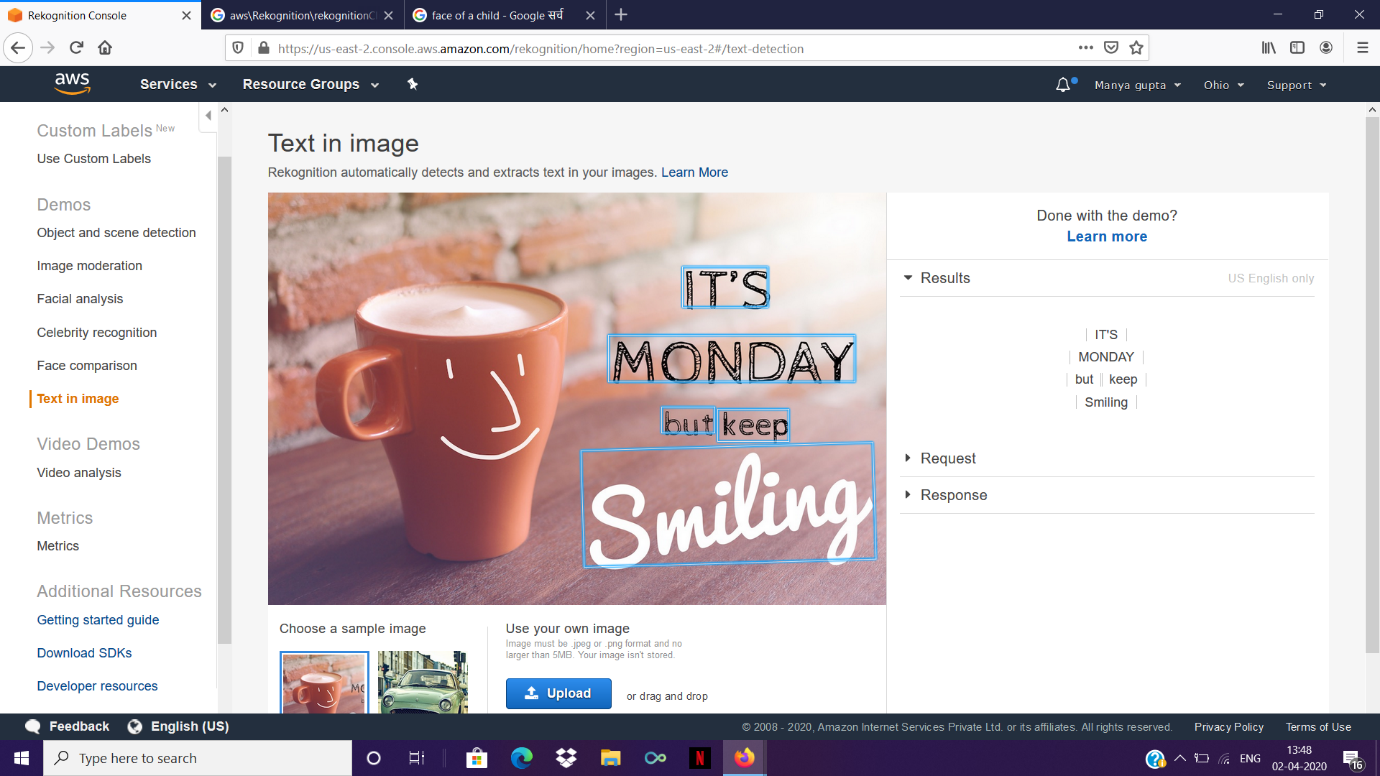 Rekognition Console
aws\Rekognition\rekognitionC
face of a child - Google सर्च
https://us-east-2.console.aws.amazon.com/rekognition/home?region=us-east-2#/text-detection
aws Services Resource Groups Manya gupta Ohio Support
Custom Labels New
Use Custom Labels
Demos
Object and scene detection
Image moderation
Facial analysis
Celebrity recognition
Face comparison
Text in image
Video Demos
Video analysis
Metrics
Metrics
Additional Resources
Getting started guide
Download SDKs
Developer resources
Text in image
Rekognition automatically detects and extracts text in your images. Learn More
IT'S
MONDAY
but keep
Smiling
Choose a sample image
Use your own image
Image must be .jpeg or .png format and no
larger than 5MB. Your image isn't stored.
Upload or drag and drop
Done with the demo?
Learn more
Results US English only
| IT'S |
| MONDAY |
| but || keep |
| Smiling |
Request
Response
Feedback English (US) © 2008 - 2020, Amazon Internet Services Private Ltd. or its affiliates. All rights reserved. Privacy Policy Terms of Use
Type here to search
ENG
13:48
02-04-2020
16